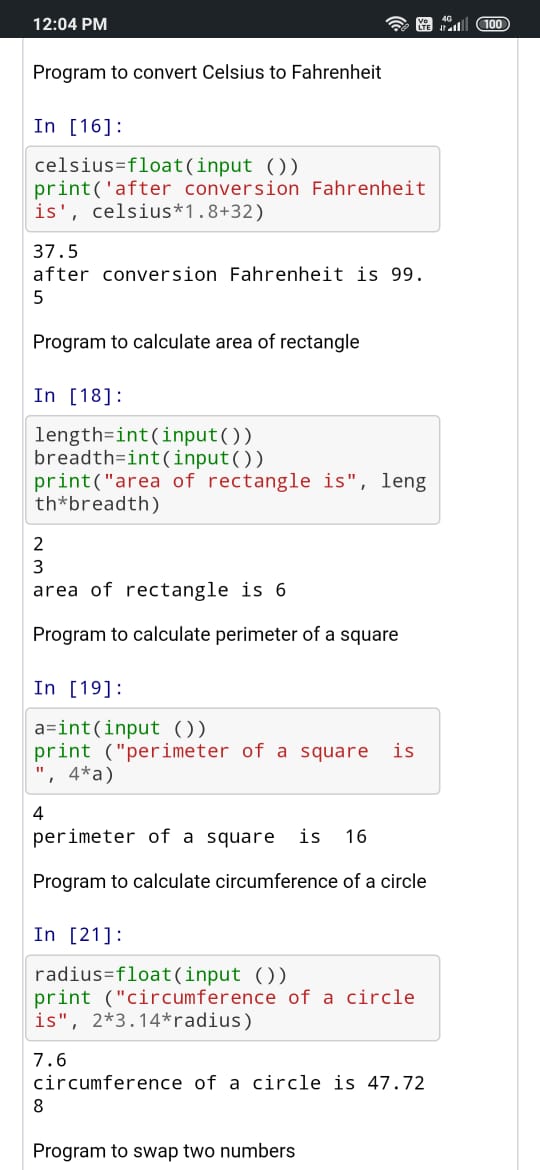 12:04 PM
Vo LTE 4G 100
Program to convert Celsius to Fahrenheit
In [16]:
celsius=float(input ())
print('after conversion Fahrenheit
is', celsius*1.8+32)
37.5
after conversion Fahrenheit is 99.
5
Program to calculate area of rectangle
In [18]:
length=int(input())
breadth=int(input())
print("area of rectangle is", leng
th*breadth)
2
3
area of rectangle is 6
Program to calculate perimeter of a square
In [19]:
a=int(input ())
print ("perimeter of a square  is
", 4*a)
4
perimeter of a square  is  16
Program to calculate circumference of a circle
In [21]:
radius=float(input ())
print ("circumference of a circle
is", 2*3.14*radius)
7.6
circumference of a circle is 47.72
8
Program to swap two numbers